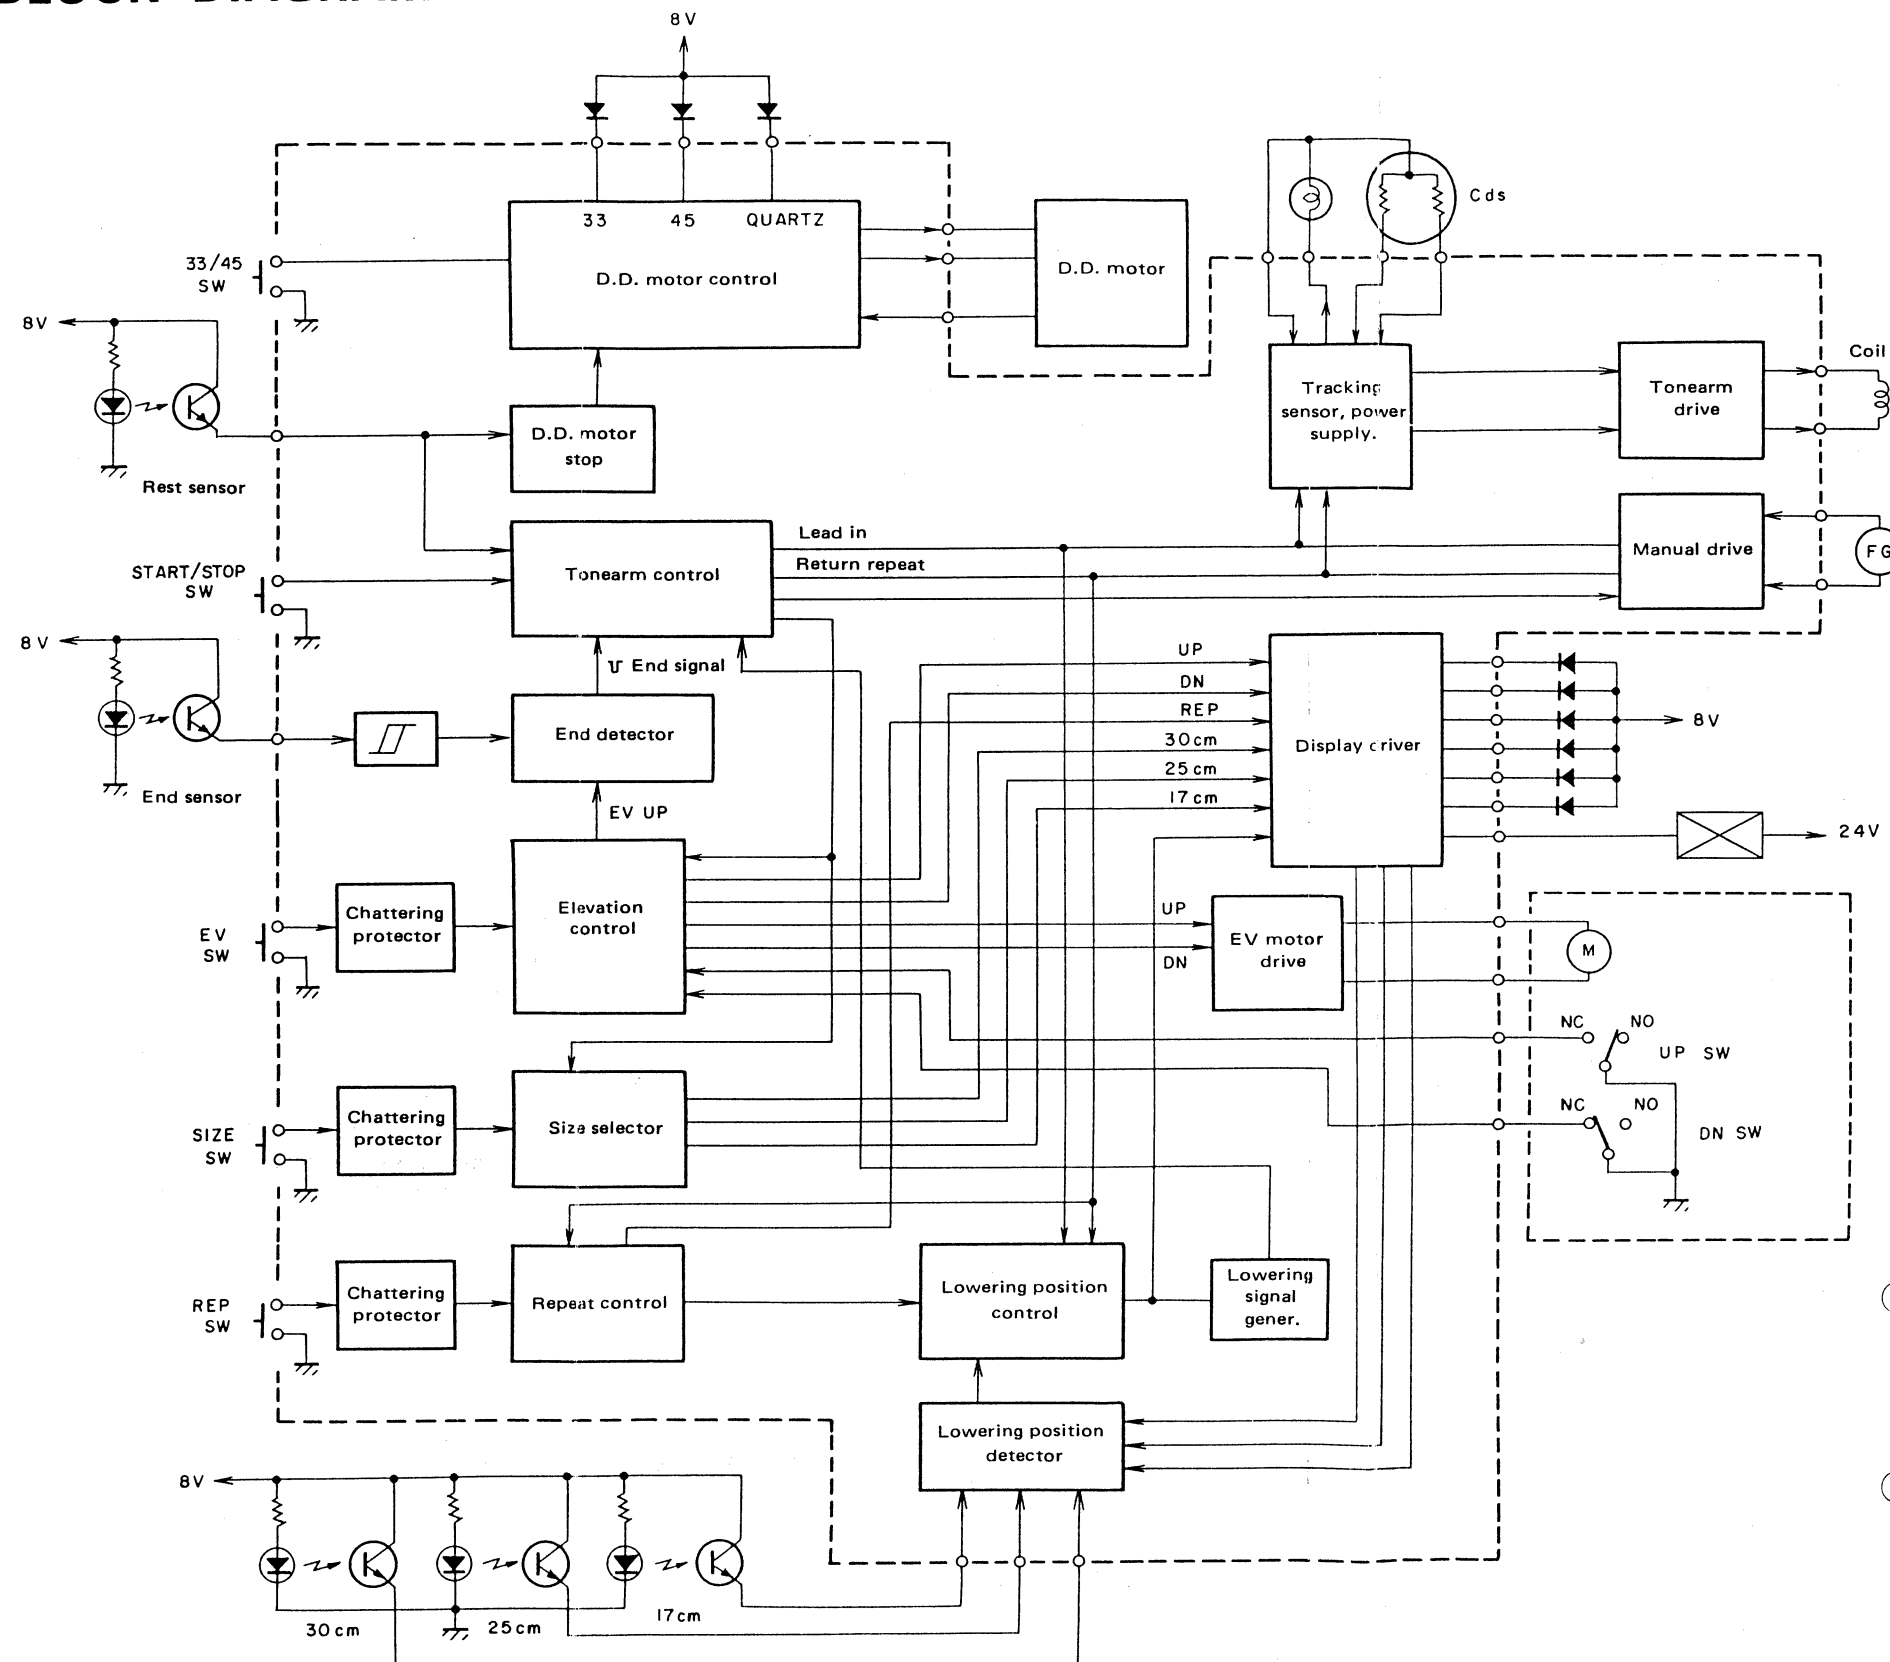 BLOCK DIAGRAM
8V
33 45 QUARTZ
D.D. motor control
33/45
SW
D.D. motor
Cds
8V
Rest sensor
D.D. motor
stop
Tracking
sensor, power
supply.
Tonearm
drive
Coil
START/STOP
SW
Tonearm control
Lead in
Return repeat
Manual drive
FG
8V
End sensor
End signal
End detector
EV UP
UP
DN
REP
30cm
25cm
17cm
Display driver
8V
24V
EV
SW
Chattering
protector
Elevation
control
UP
DN
EV motor
drive
M
NC NO
UP SW
NC NO
DN SW
SIZE
SW
Chattering
protector
Size selector
REP
SW
Chattering
protector
Repeat control
Lowering position
control
Lowering
signal
gener.
Lowering position
detector
8V
30cm
25cm
17cm